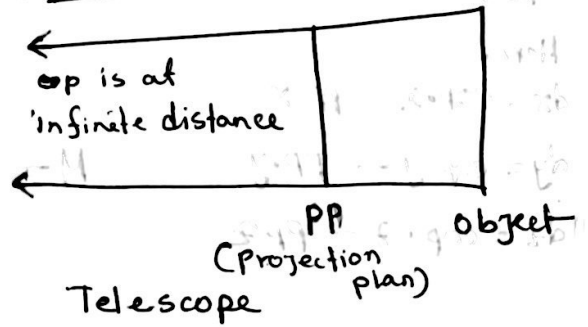 op is at
infinite distance
PP
object
(Projection
plan)
Telescope